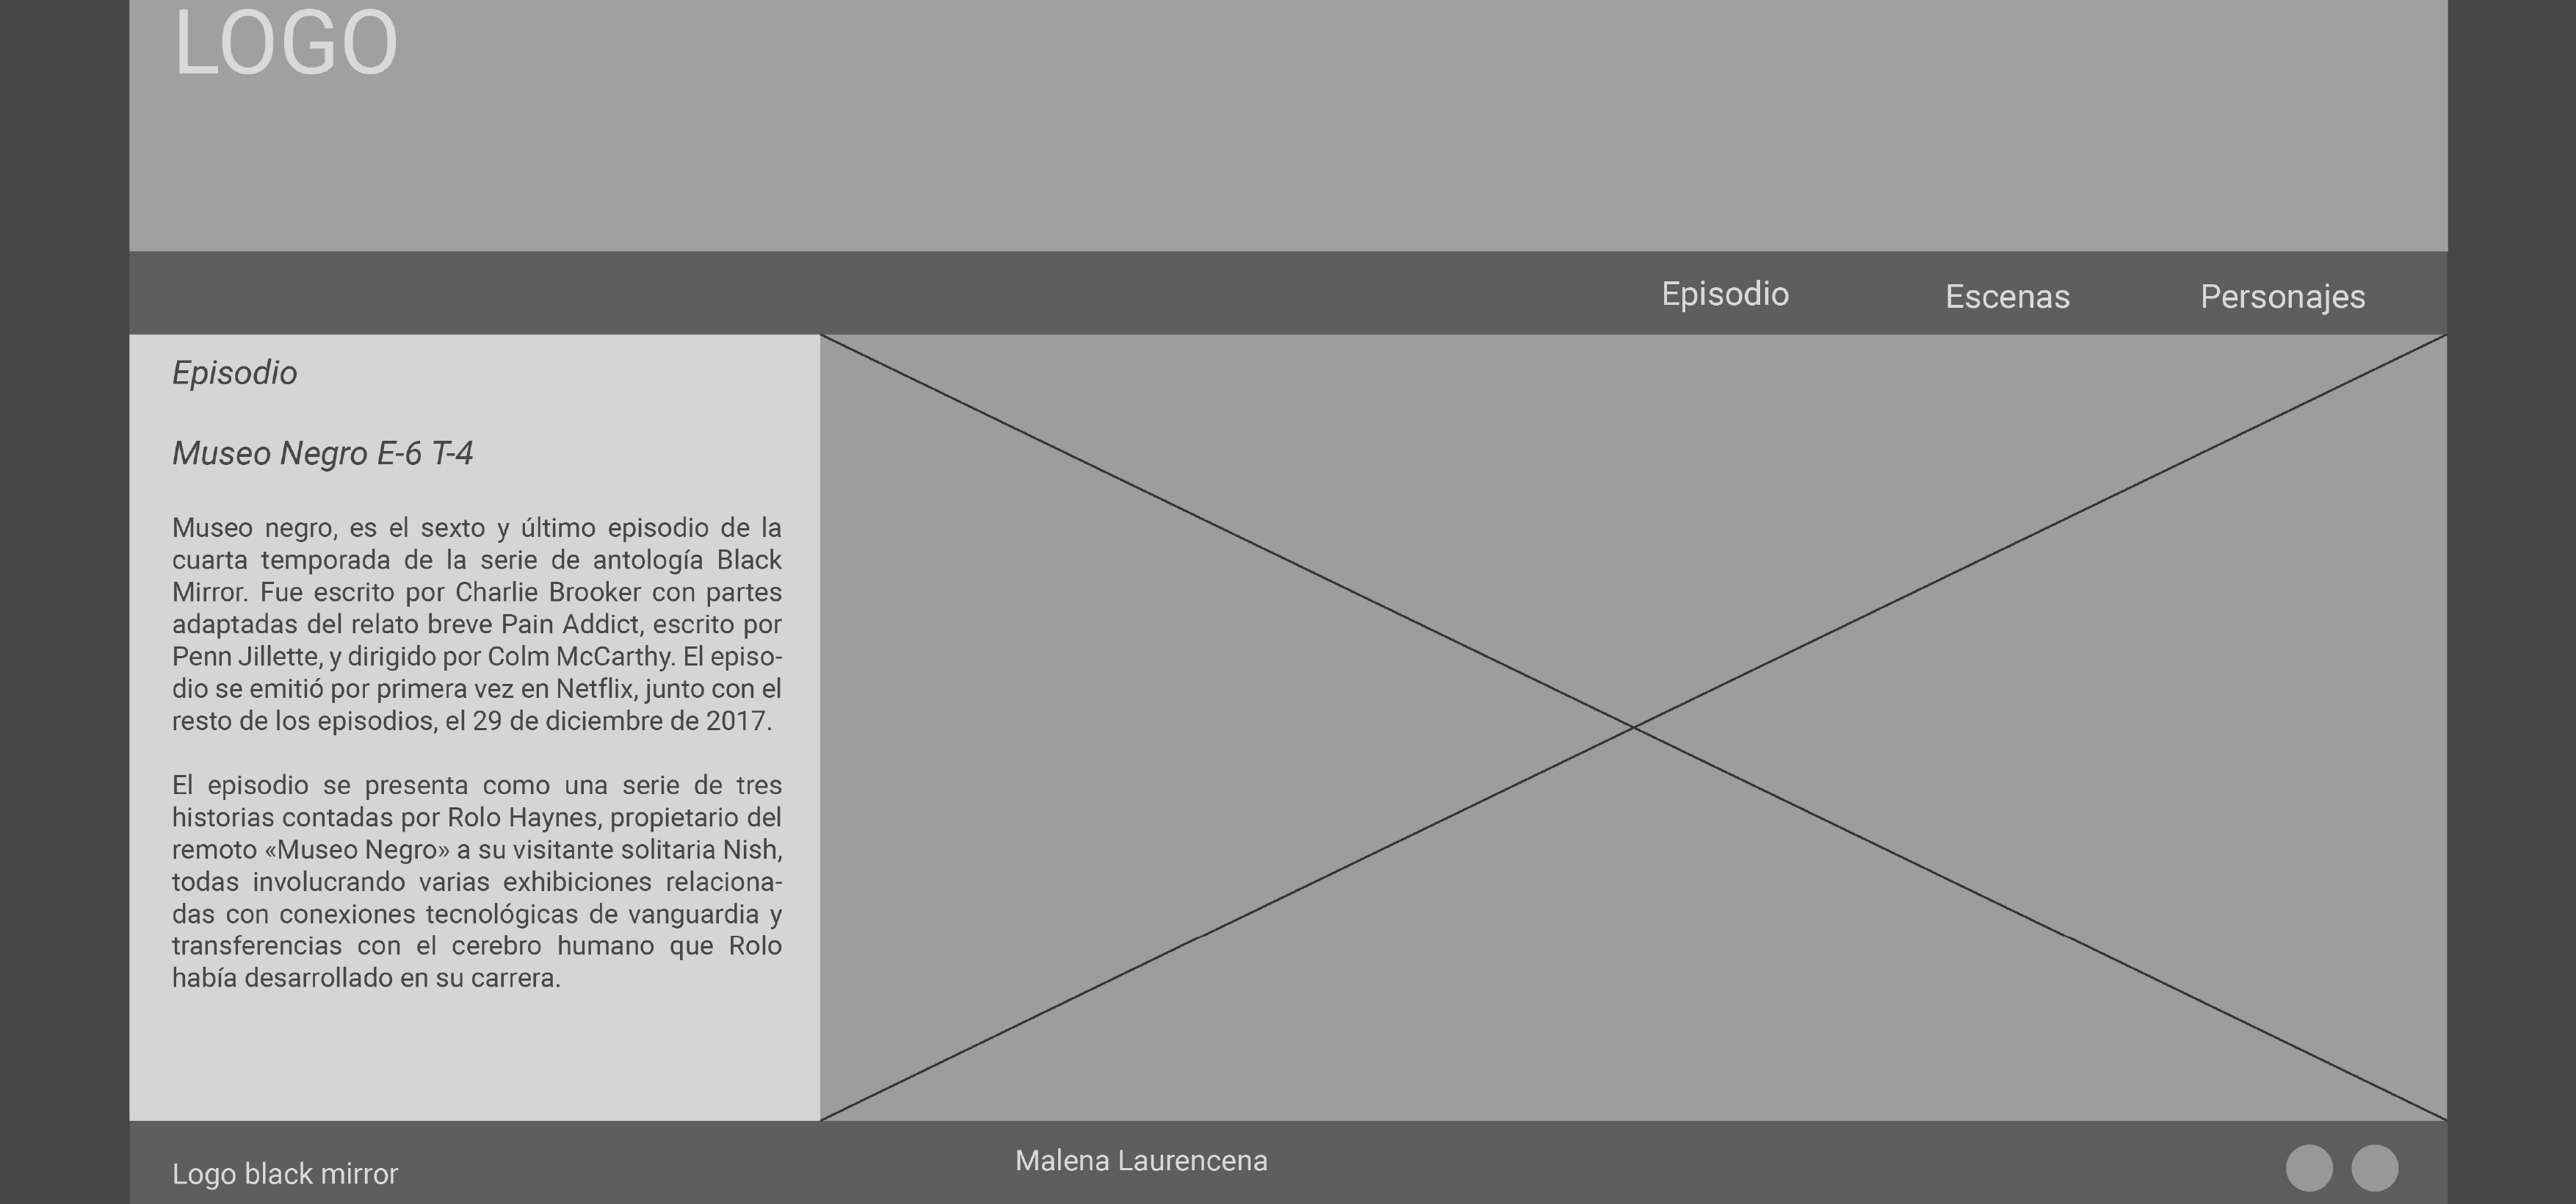 LOGO
Episodio Escenas Personajes
Episodio
Museo Negro E-6 T-4
Museo negro, es el sexto y último episodio de la
cuarta temporada de la serie de antología Black
Mirror. Fue escrito por Charlie Brooker con partes
adaptadas del relato breve Pain Addict, escrito por
Penn Jillette, y dirigido por Colm McCarthy. El episo-
dio se emitió por primera vez en Netflix, junto con el
resto de los episodios, el 29 de diciembre de 2017.
El episodio se presenta como una serie de tres
historias contadas por Rolo Haynes, propietario del
remoto «Museo Negro» a su visitante solitaria Nish,
todas involucrando varias exhibiciones relaciona-
das con conexiones tecnológicas de vanguardia y
transferencias con el cerebro humano que Rolo
había desarrollado en su carrera.
Logo black mirror
Malena Laurencena